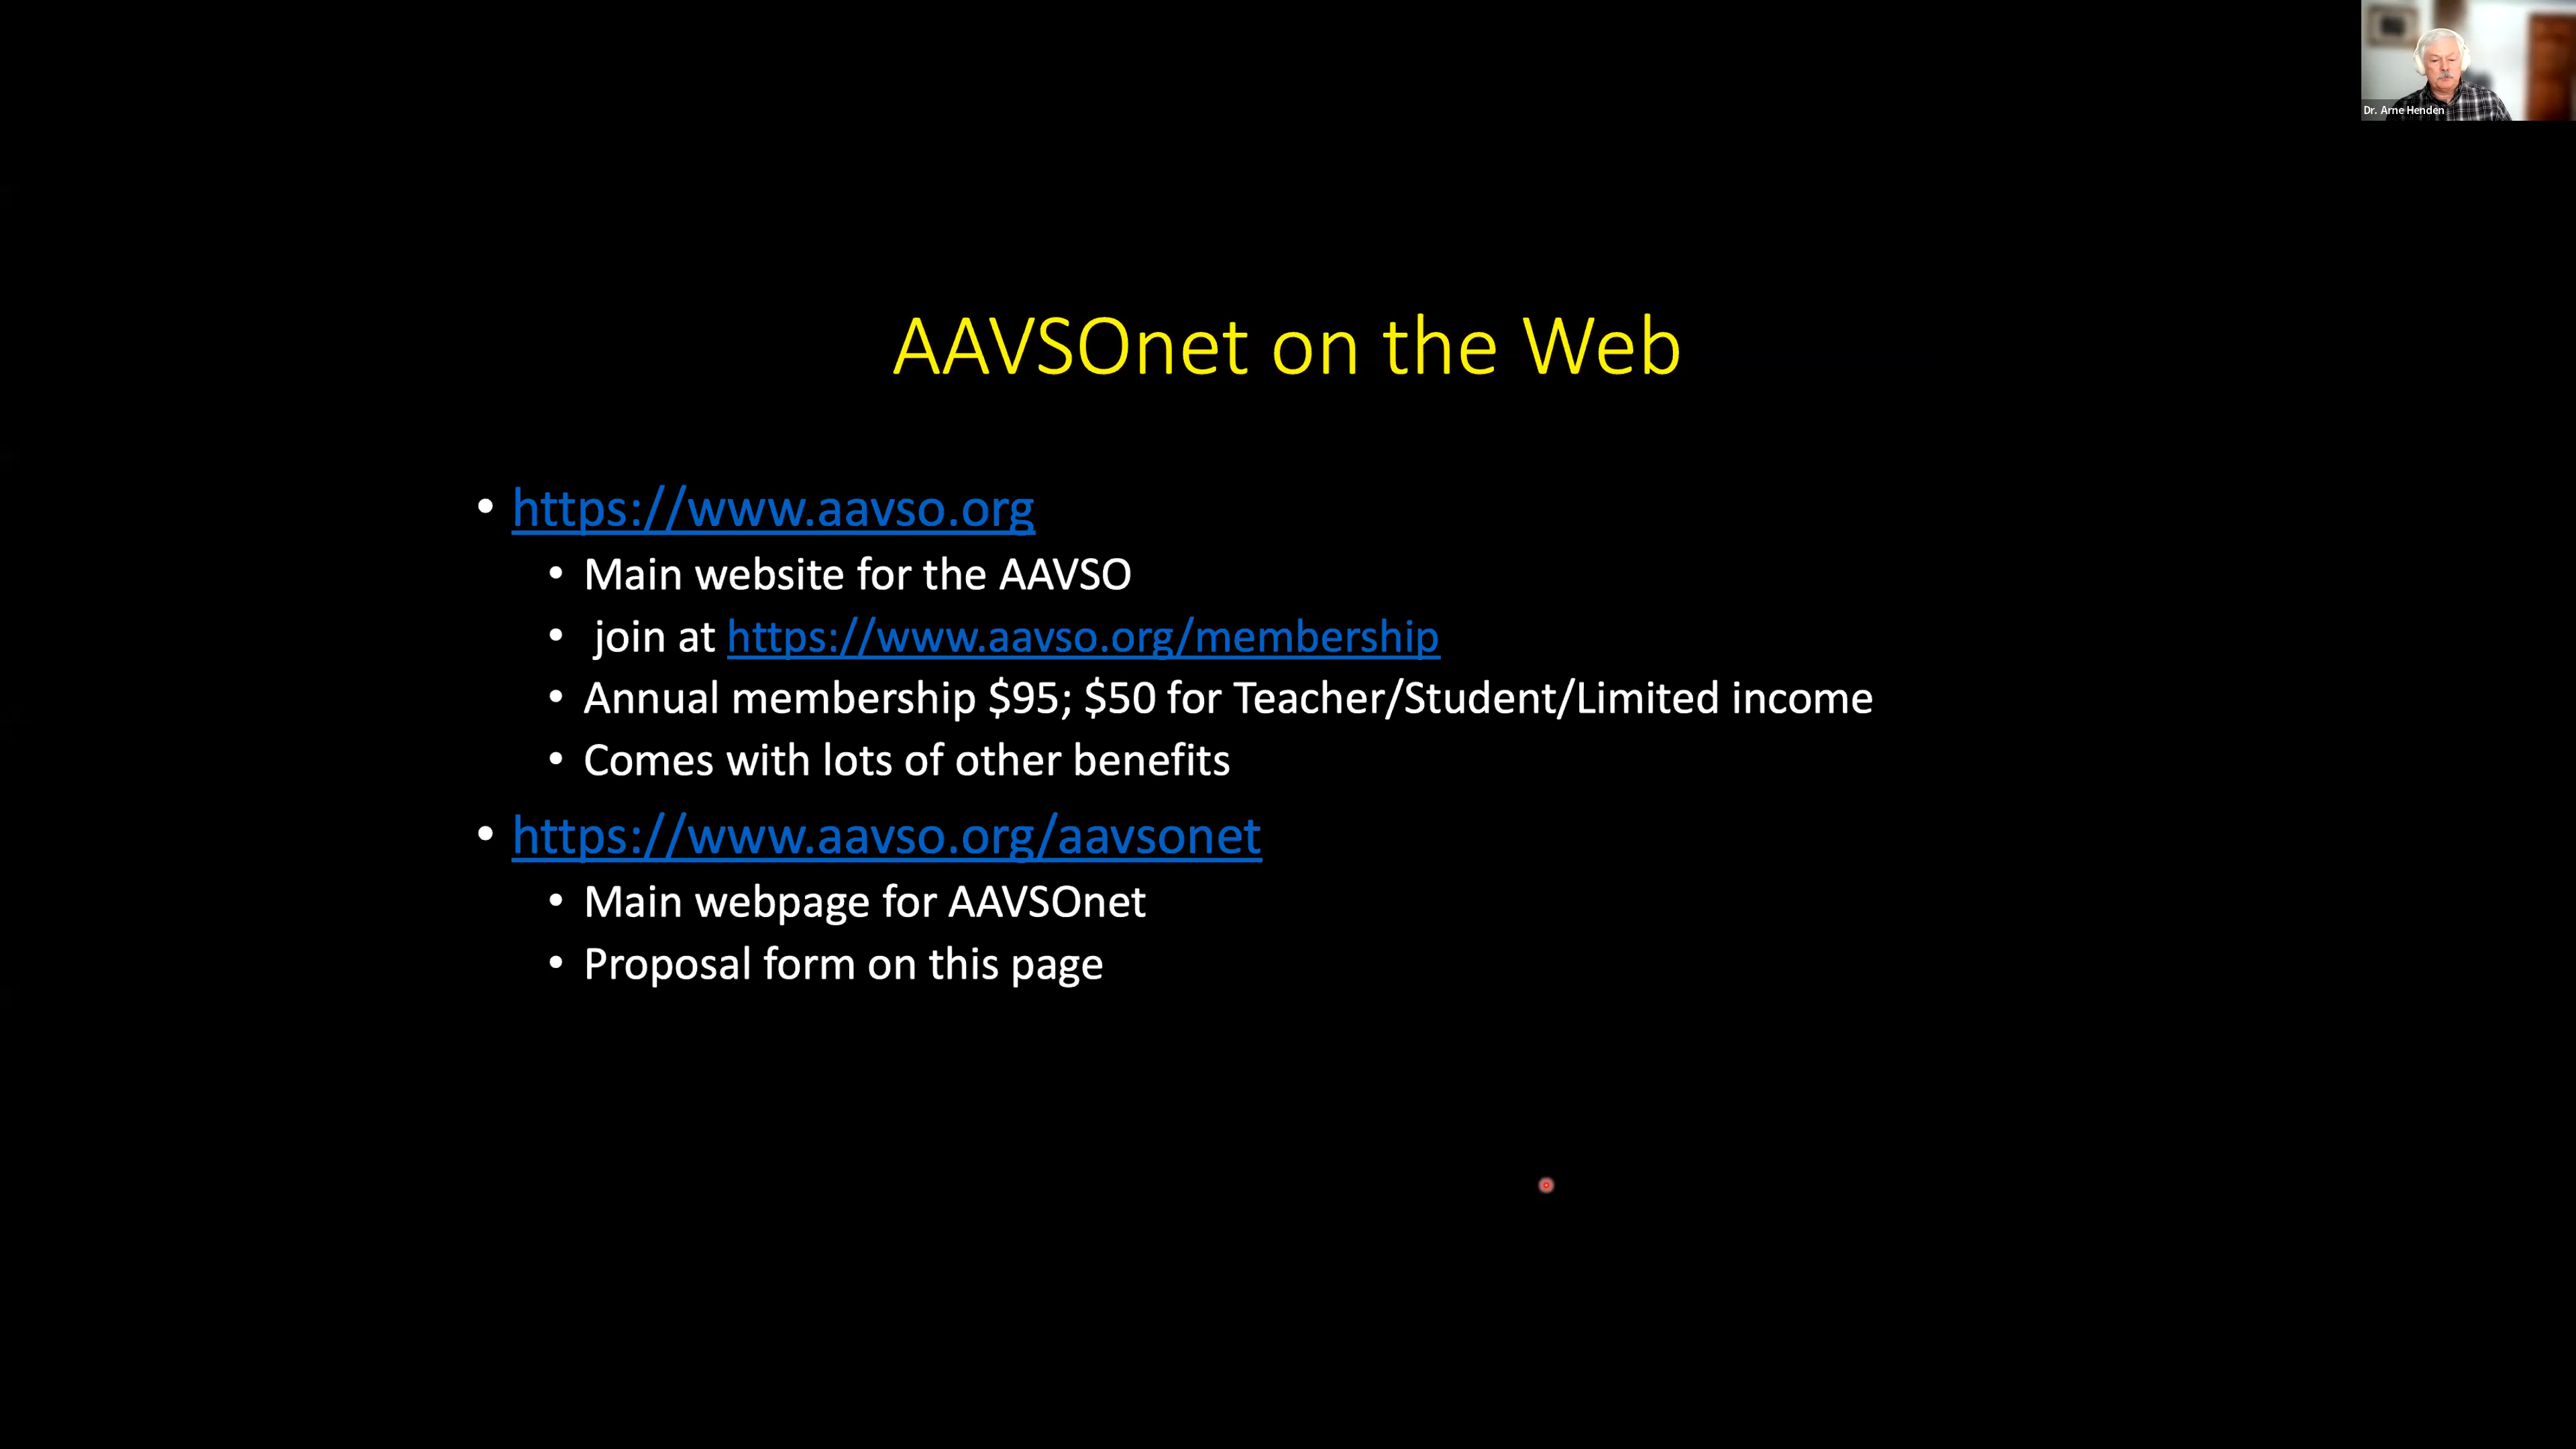 Dr. Arne Henden
AAVSOnet on the Web
• https://www.aavso.org
• Main website for the AAVSO
• join at https://www.aavso.org/membership
• Annual membership $95; $50 for Teacher/Student/Limited income
• Comes with lots of other benefits
• https://www.aavso.org/aavsonet
• Main webpage for AAVSOnet
• Proposal form on this page